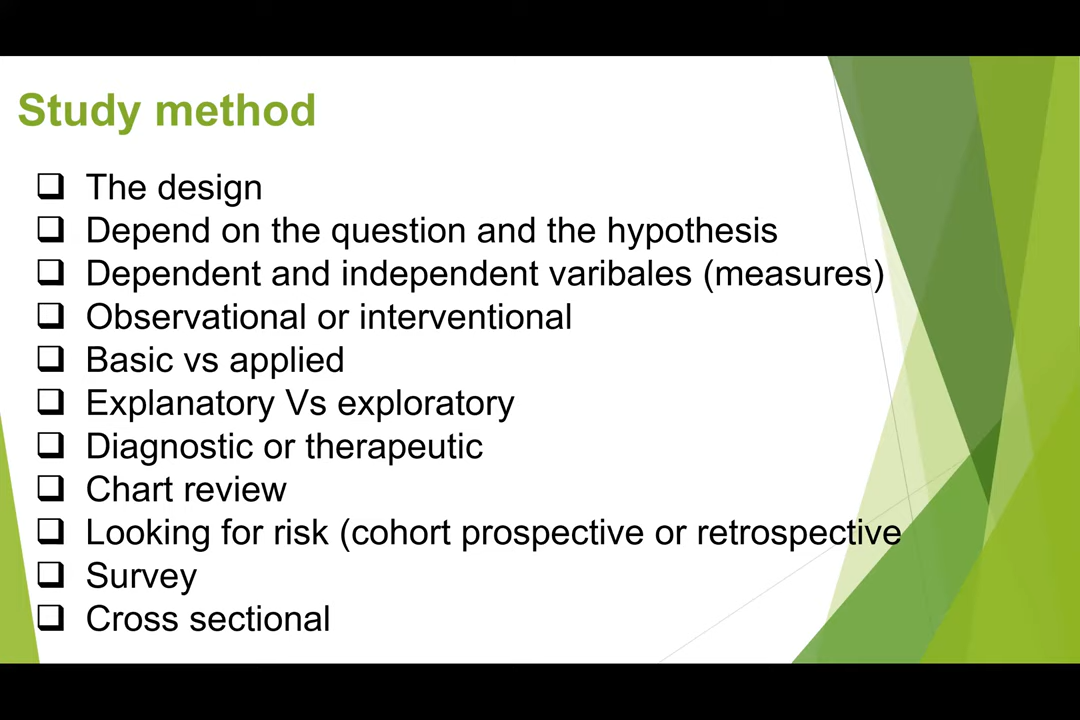 Study method
The design
Depend on the question and the hypothesis
Dependent and independent varibales (measures)
Observational or interventional
Basic vs applied
Explanatory Vs exploratory
Diagnostic or therapeutic
Chart review
Looking for risk (cohort prospective or retrospective
Survey
Cross sectional